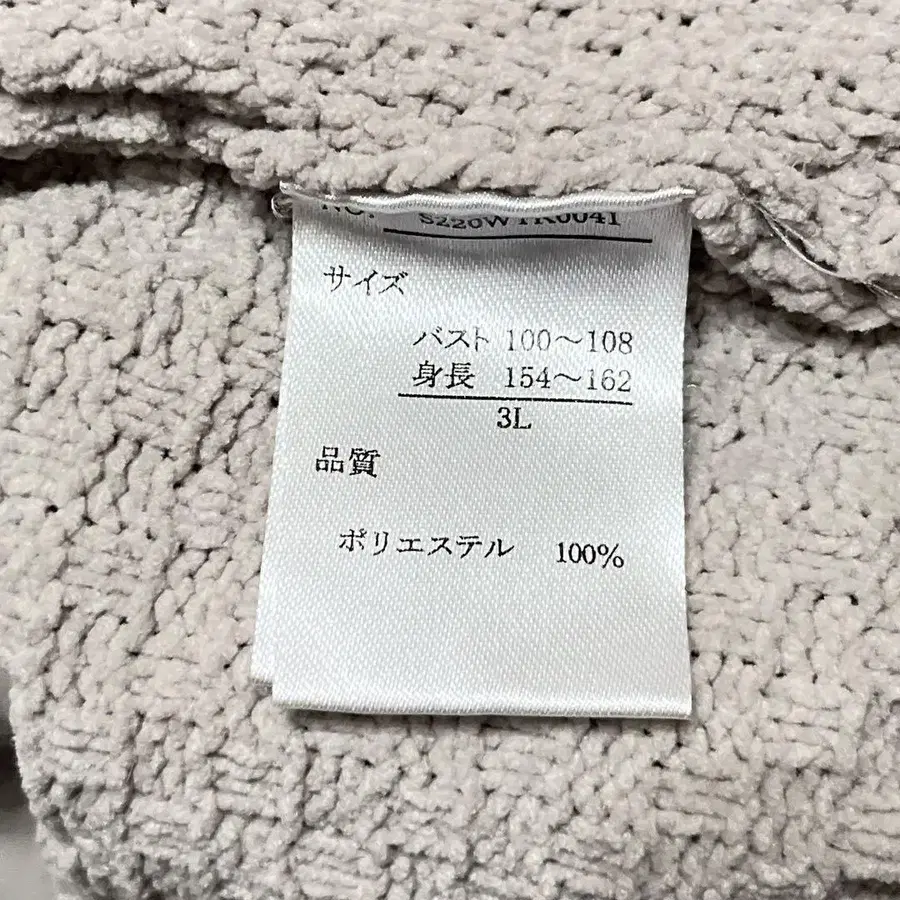 サイズ
バスト 100～108
身長 154～162
3L
品質
ポリエステル 100%